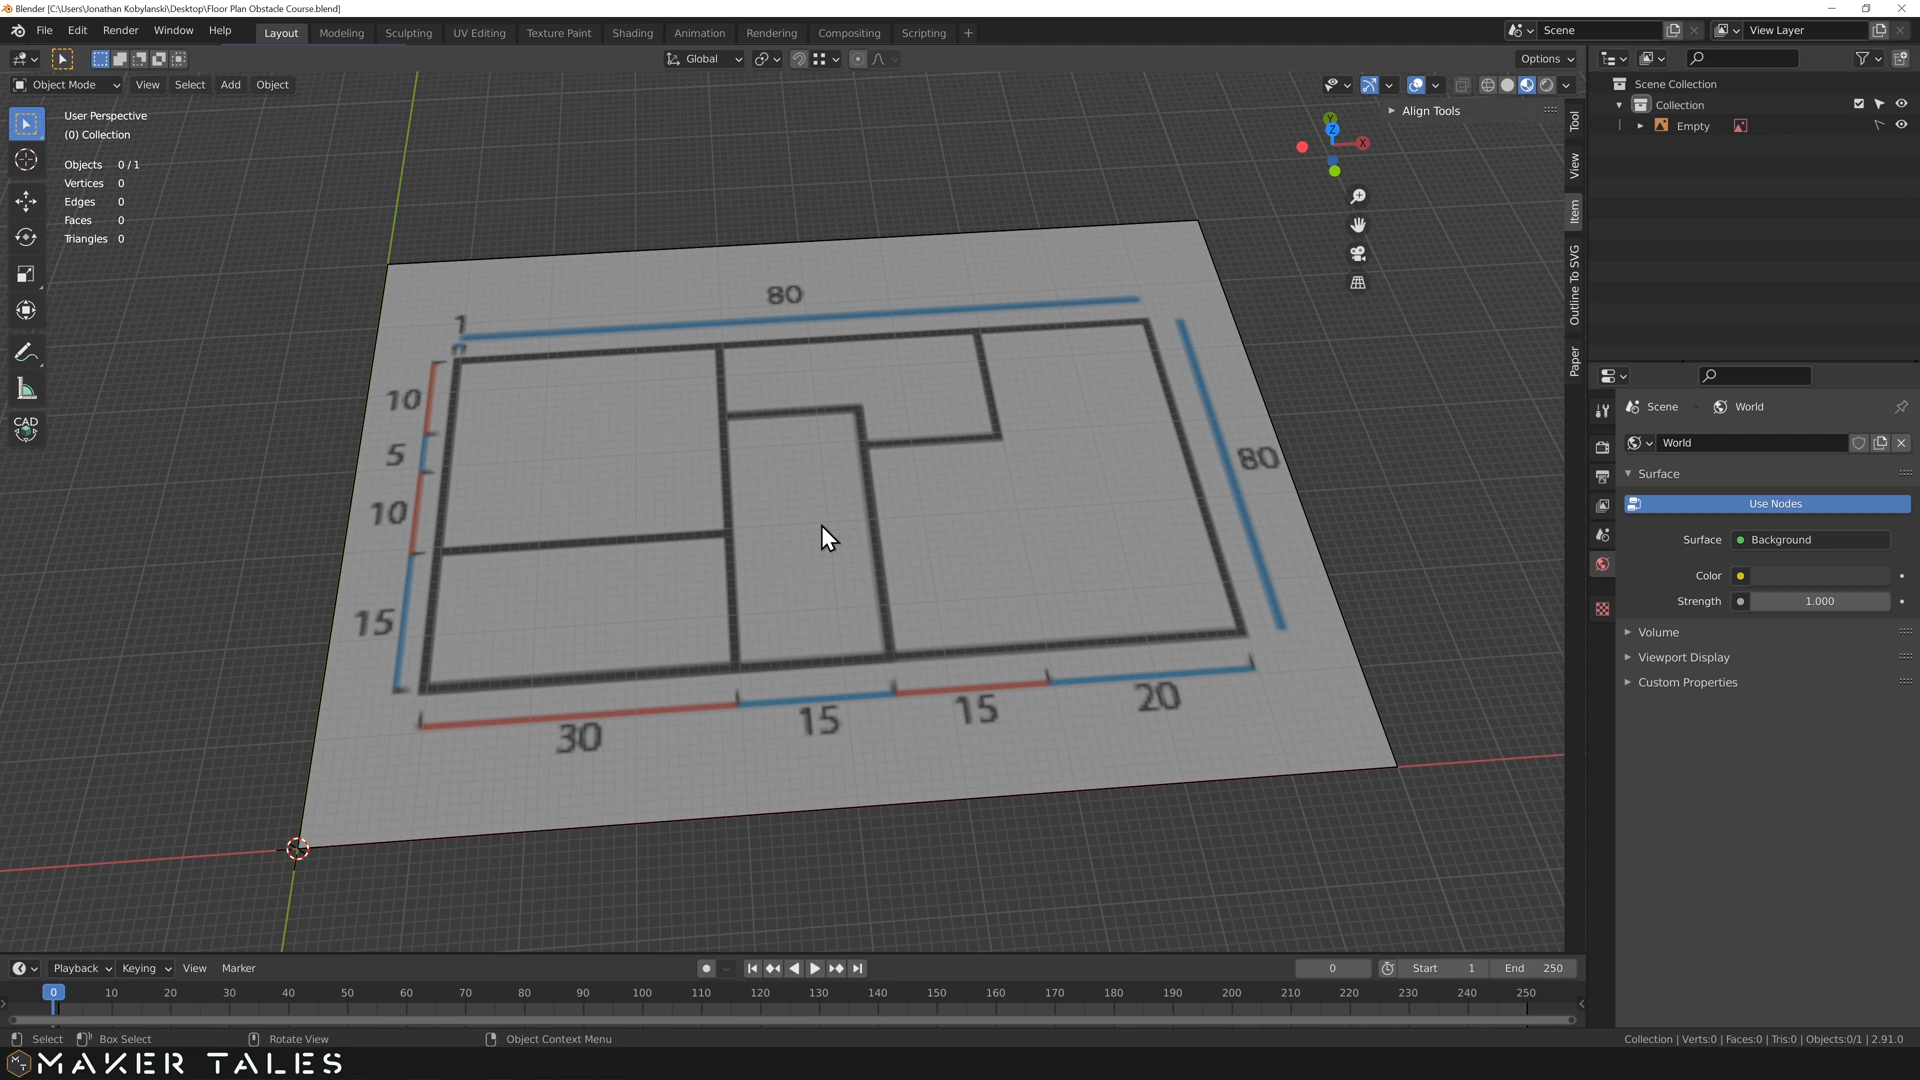 Blender [C:\Users\Jonathan Kobylanski\Desktop\Floor Plan Obstacle Course.blend]
File Edit Render Window Help Layout Modeling Sculpting UV Editing Texture Paint Shading Animation Rendering Compositing Scripting + Scene View Layer
Global Options
Object Mode View Select Add Object
User Perspective
(0) Collection
Objects 0 / 1
Vertices 0
Edges 0
Faces 0
Triangles 0
Align Tools
Y
Z
X
Tool
View
Item
Outline To SVG
Paper
CAD
80
1
10
5
10
15
80
30
15
15
20
Scene Collection
Collection
Empty
Scene World
World
Surface
Use Nodes
Surface Background
Color
Strength 1.000
Volume
Viewport Display
Custom Properties
Playback Keying View Marker 0 Start 1 End 250
0 10 20 30 40 50 60 70 80 90 100 110 120 130 140 150 160 170 180 190 200 210 220 230 240 250
Select Box Select Rotate View Object Context Menu Collection | Verts:0 | Faces:0 | Tris:0 | Objects:0/1 | 2.91.0
MAKER TALES